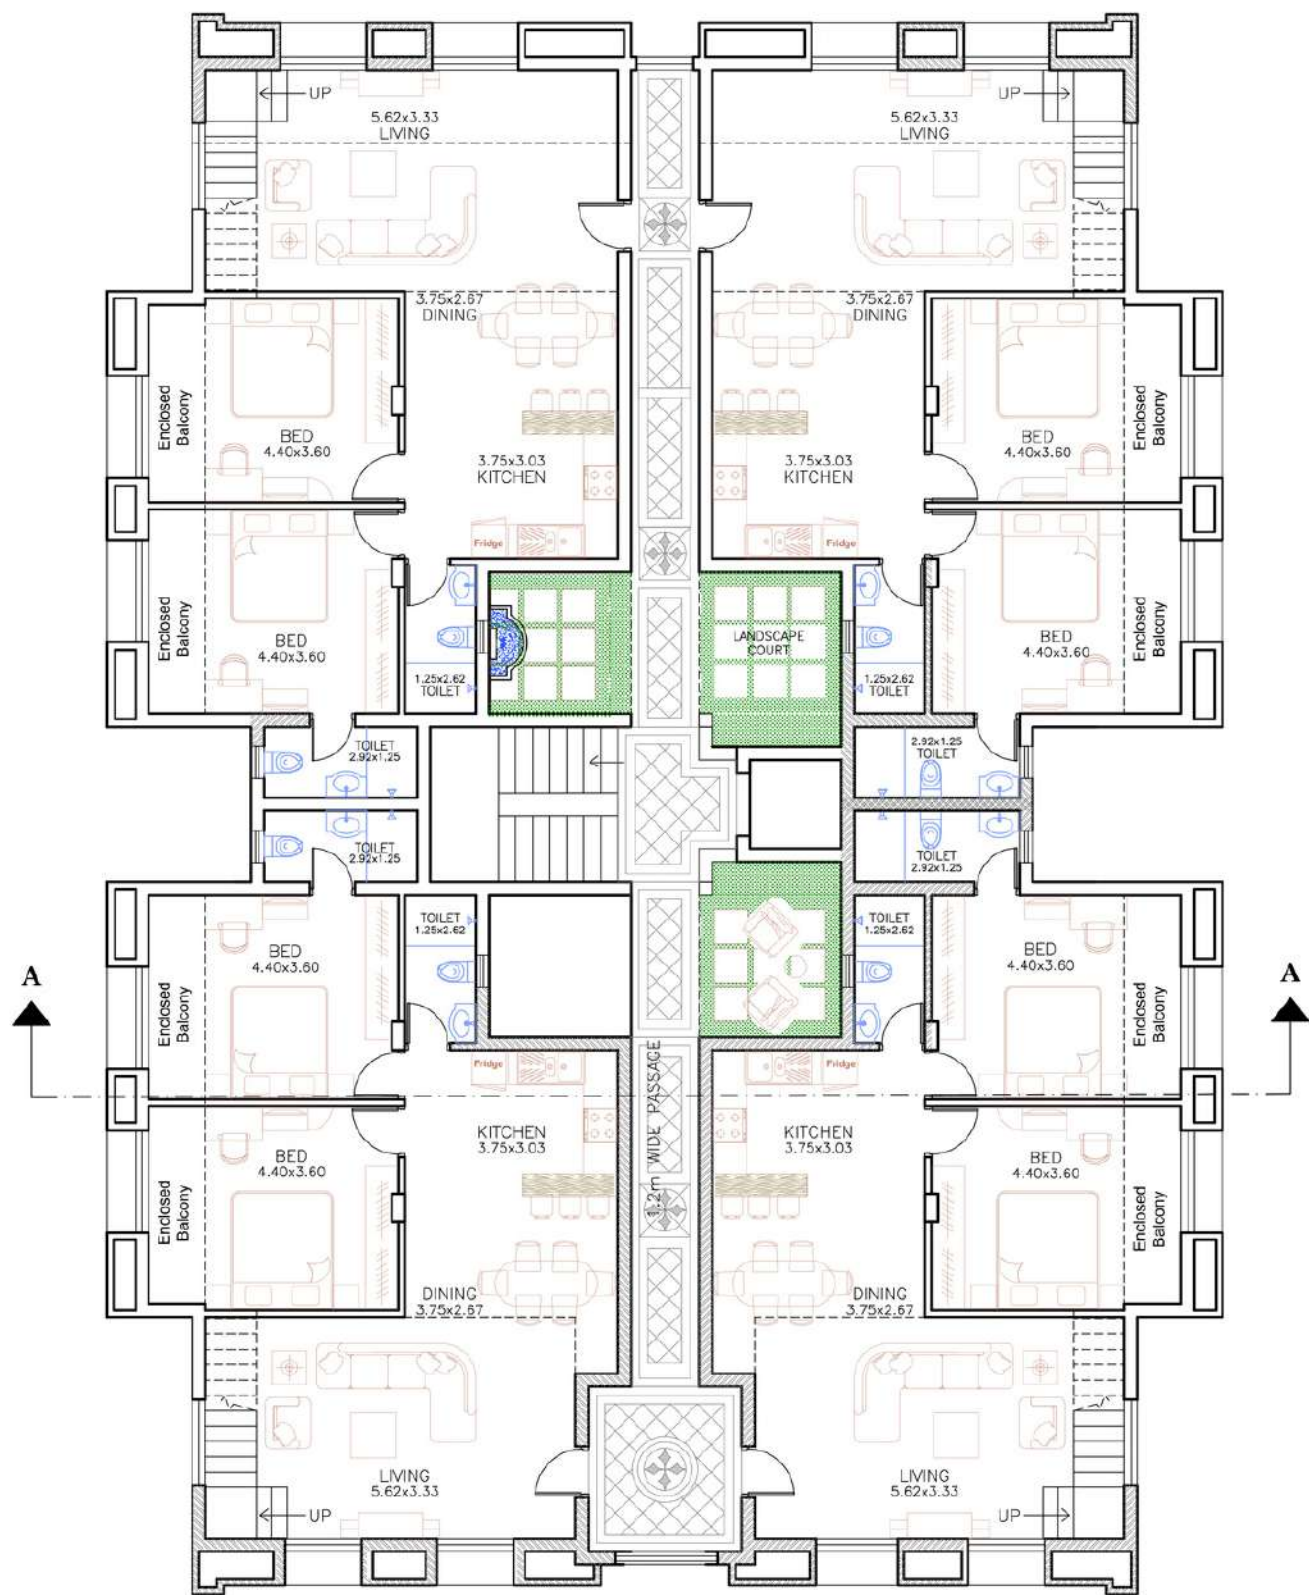 UP
UP
5.62x3.33
LIVING
5.62x3.33
LIVING
3.75x2.67
DINING
3.75x2.67
DINING
Enclosed
Balcony
BED
4.40x3.60
3.75x3.03
KITCHEN
3.75x3.03
KITCHEN
BED
4.40x3.60
Enclosed
Balcony
Fridge
Fridge
Enclosed
Balcony
BED
4.40x3.60
1.25x2.62
TOILET
LANDSCAPE
COURT
1.25x2.62
TOILET
BED
4.40x3.60
Enclosed
Balcony
TOILET
2.92x1.25
2.92x1.25
TOILET
TOILET
2.92x1.25
TOILET
2.92x1.25
A
Enclosed
Balcony
BED
4.40x3.60
TOILET
1.25x2.62
TOILET
1.25x2.62
BED
4.40x3.60
Enclosed
Balcony
A
Fridge
Fridge
1.2m WIDE PASSAGE
Enclosed
Balcony
BED
4.40x3.60
KITCHEN
3.75x3.03
KITCHEN
3.75x3.03
BED
4.40x3.60
Enclosed
Balcony
DINING
3.75x2.67
DINING
3.75x2.67
LIVING
5.62x3.33
LIVING
5.62x3.33
UP
UP